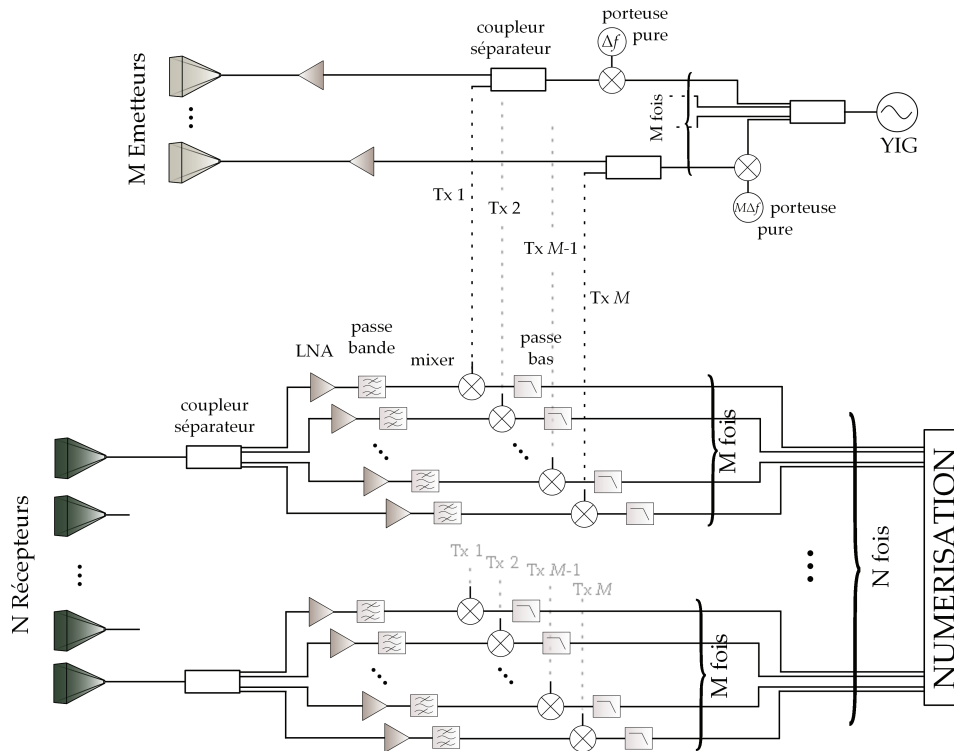 porteuse
pure
Δf
coupleur
séparateur
M Emetteurs
M fois
YIG
MΔf
porteuse
pure
Tx 1
Tx 2
Tx M-1
Tx M
passe
bande
LNA
mixer
passe
bas
coupleur
séparateur
M fois
N Récepteurs
N fois
NUMERISATION
Tx 1
Tx 2
Tx M-1
Tx M
M fois